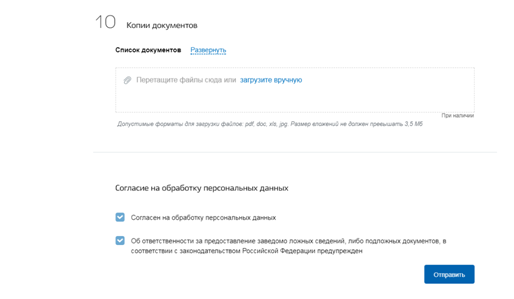 10 Копии документов
Список документов Развернуть
Перетащите файлы сюда или загрузите вручную
При наличии
Допустимые форматы для загрузки файлов: pdf, doc, xls, jpg. Размер вложений не должен превышать 3,5 Мб
Согласие на обработку персональных данных
Согласен на обработку персональных данных
Об ответственности за предоставление заведомо ложных сведений, либо подложных документов, в
соответствии с законодательством Российской Федерации предупрежден
Отправить